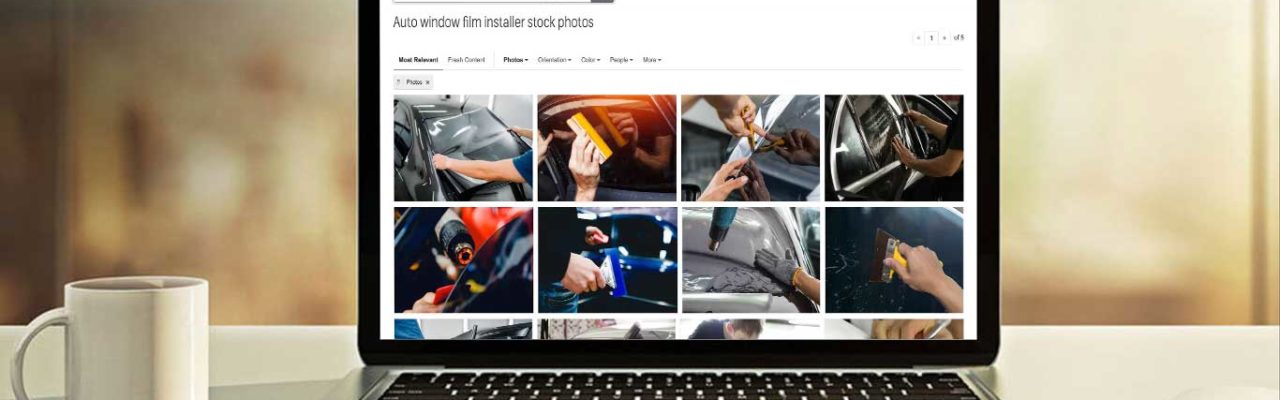 Auto window film installer stock photos
« 1 » of 5
Most Relevant Fresh Content Photos Orientation Color People More
Photos ×